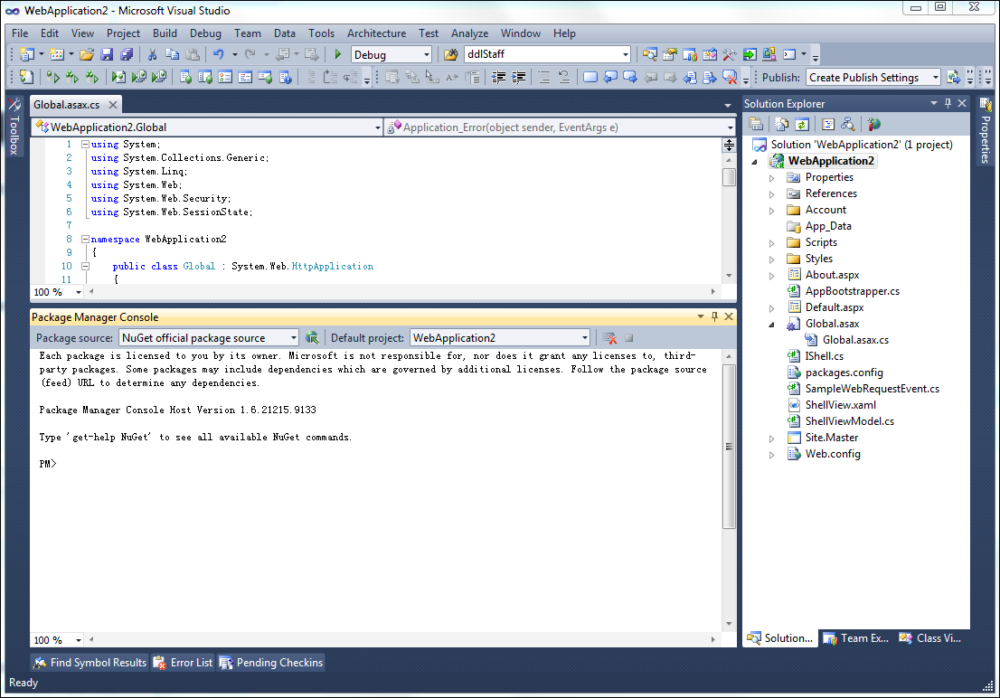 WebApplication2 - Microsoft Visual Studio
File Edit View Project Build Debug Team Data Tools Architecture Test Analyze Window Help
Debug ddlStaff
Publish: Create Publish Settings
Toolbox
Global.asax.cs
WebApplication2.Global Application_Error(object sender, EventArgs e)
1 using System;
2 using System.Collections.Generic;
3 using System.Linq;
4 using System.Web;
5 using System.Web.Security;
6 using System.Web.SessionState;
7
8 namespace WebApplication2
9 {
10 public class Global : System.Web.HttpApplication
11 {
100 %
Package Manager Console
Package source: NuGet official package source Default project: WebApplication2
Each package is licensed to you by its owner. Microsoft is not responsible for, nor does it grant any licenses to, third-
party packages. Some packages may include dependencies which are governed by additional licenses. Follow the package source
(feed) URL to determine any dependencies.
Package Manager Console Host Version 1.6.21215.9133
Type 'get-help NuGet' to see all available NuGet commands.
PM>
100 %
Solution Explorer
Solution 'WebApplication2' (1 project)
WebApplication2
Properties
References
Account
App_Data
Scripts
Styles
About.aspx
AppBootstrapper.cs
Default.aspx
Global.asax
Global.asax.cs
IShell.cs
packages.config
SampleWebRequestEvent.cs
ShellView.xaml
ShellViewModel.cs
Site.Master
Web.config
Solution... Team Ex... Class Vi...
Properties
Find Symbol Results Error List Pending Checkins
Ready